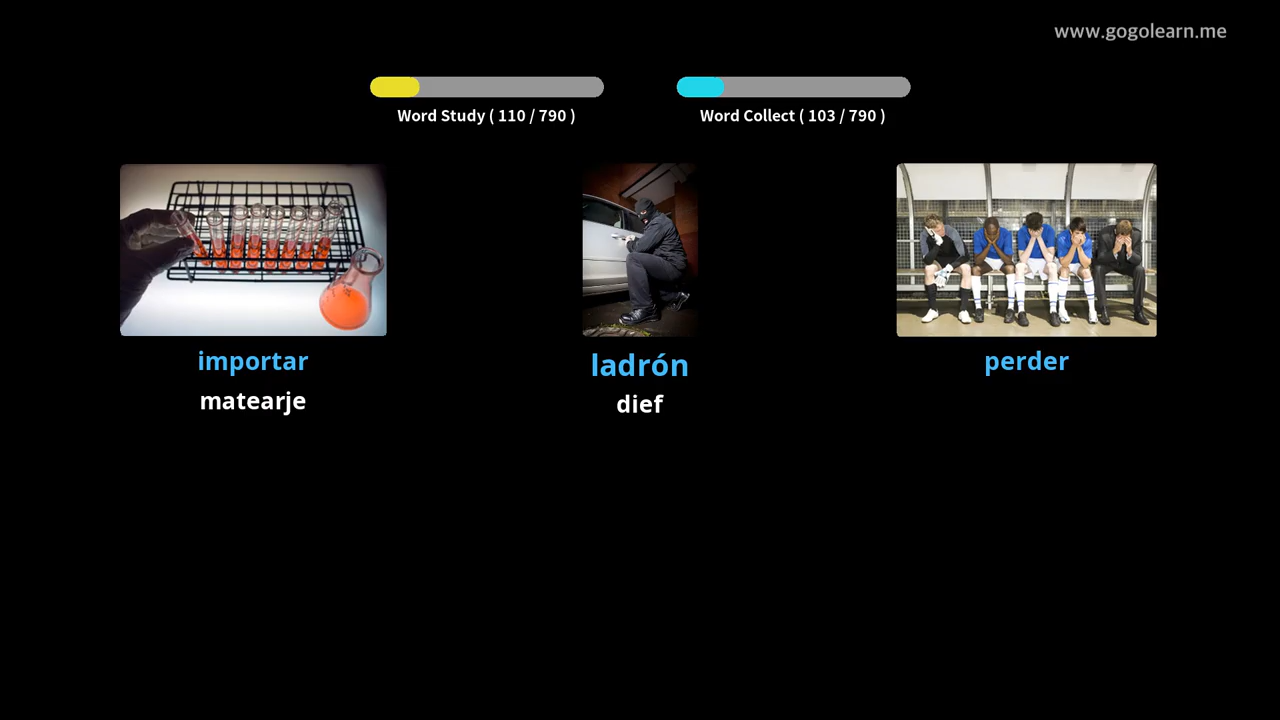 www.gogolearn.me
Word Study ( 110 / 790 )
Word Collect ( 103 / 790 )
importar
matearje
ladrón
dief
perder